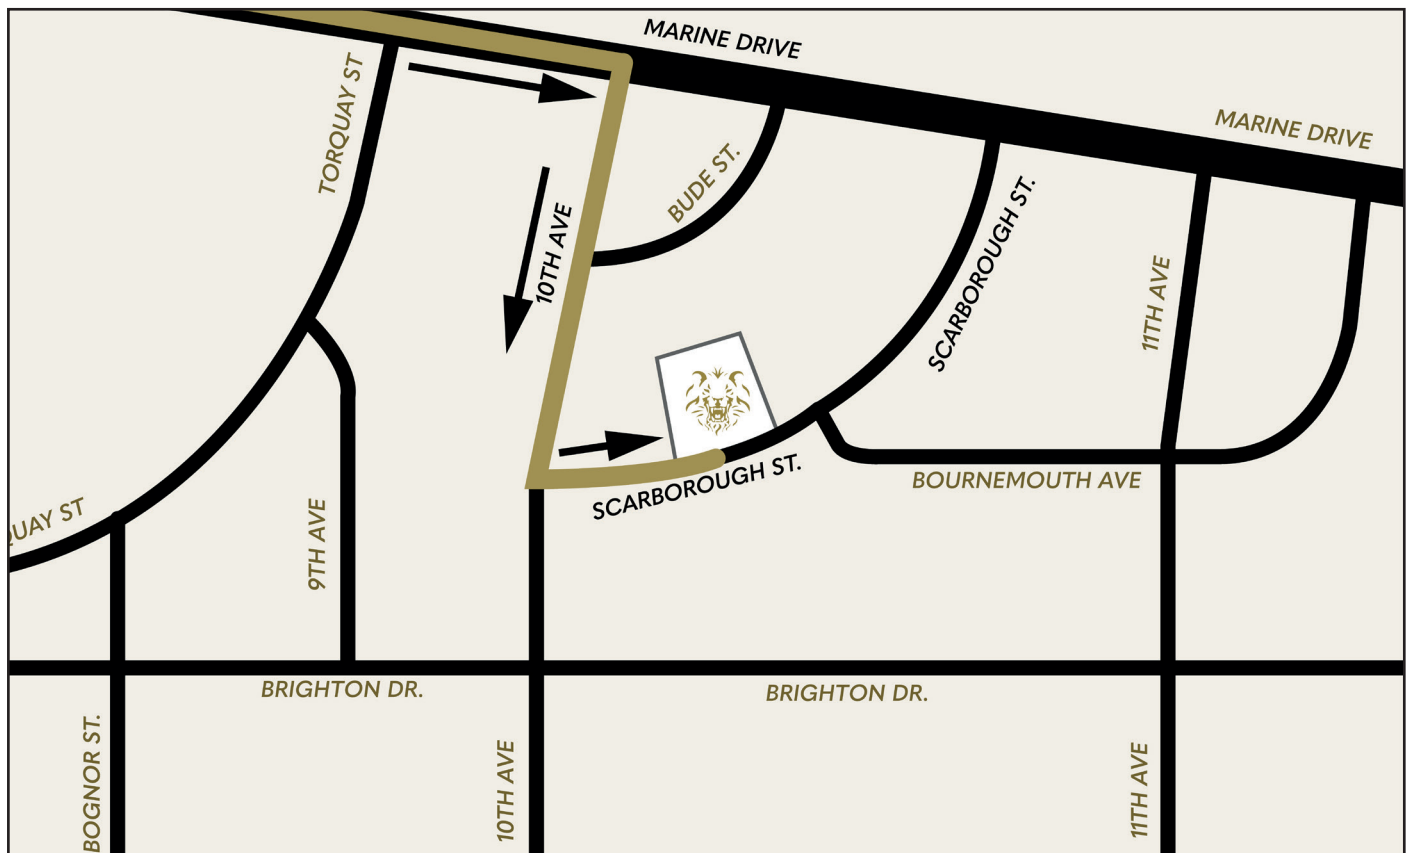 MARINE DRIVE
MARINE DRIVE
TORQUAY ST
BUDE ST.
10TH AVE
SCARBOROUGH ST.
11TH AVE
SCARBOROUGH ST.
BOURNEMOUTH AVE
QUAY ST
9TH AVE
BRIGHTON DR.
BRIGHTON DR.
BOGNOR ST.
10TH AVE
11TH AVE